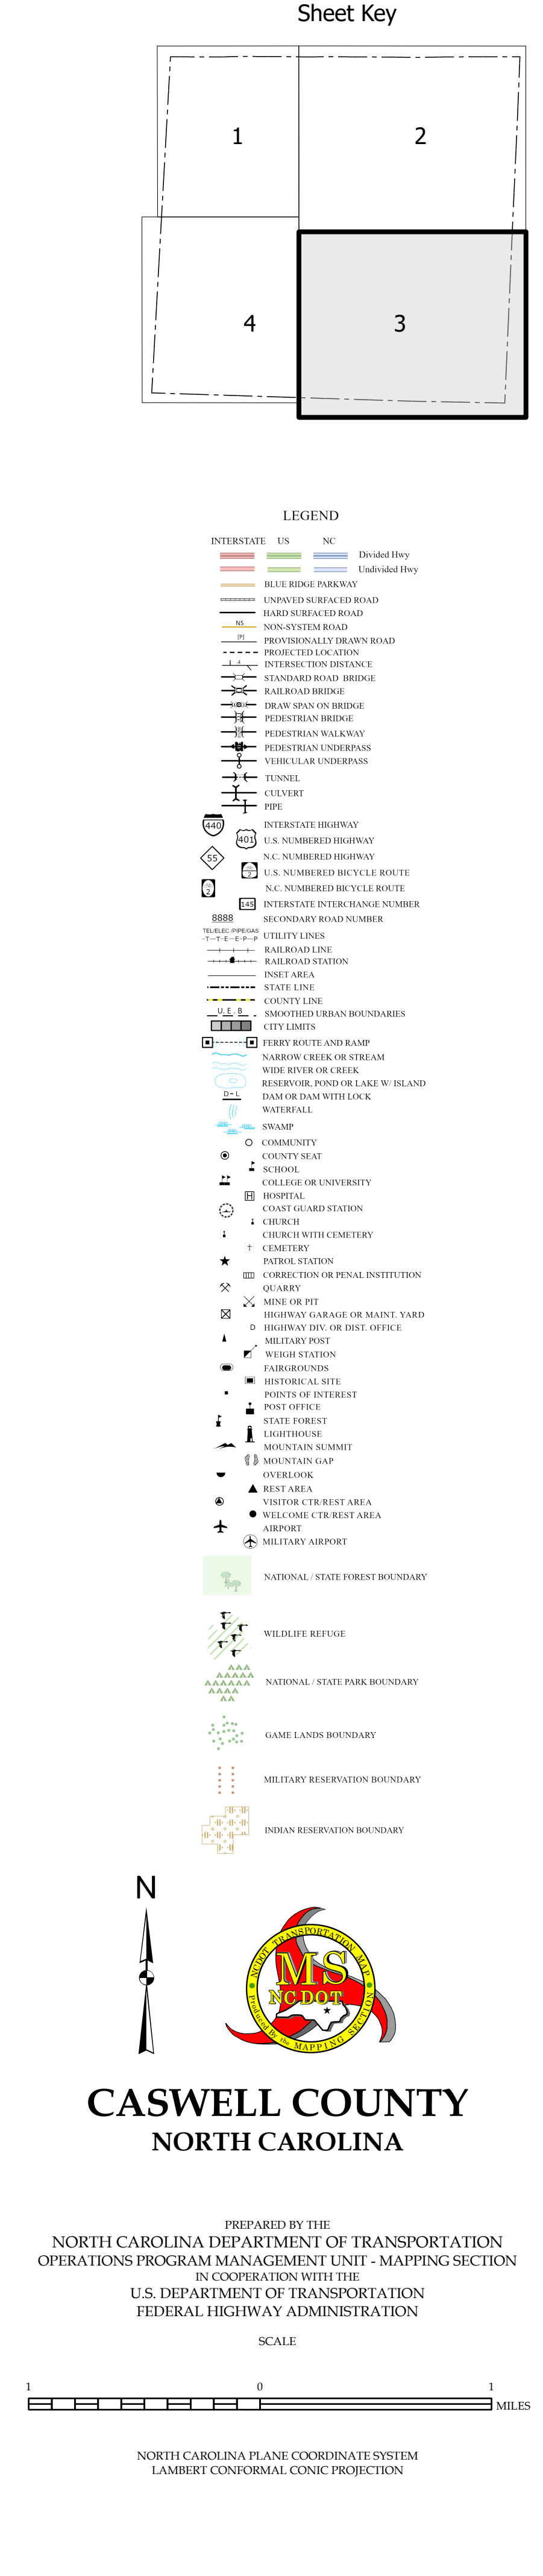 Sheet Key
1
2
4
3
LEGEND
INTERSTATE US NC
Divided Hwy
Undivided Hwy
BLUE RIDGE PARKWAY
UNPAVED SURFACED ROAD
HARD SURFACED ROAD
NS NON-SYSTEM ROAD
[P] PROVISIONALLY DRAWN ROAD
PROJECTED LOCATION
INTERSECTION DISTANCE
STANDARD ROAD BRIDGE
RAILROAD BRIDGE
DRAW SPAN ON BRIDGE
PEDESTRIAN BRIDGE
PEDESTRIAN WALKWAY
PEDESTRIAN UNDERPASS
VEHICULAR UNDERPASS
TUNNEL
CULVERT
PIPE
440 INTERSTATE HIGHWAY
401 U.S. NUMBERED HIGHWAY
55 N.C. NUMBERED HIGHWAY
2 U.S. NUMBERED BICYCLE ROUTE
2 N.C. NUMBERED BICYCLE ROUTE
145 INTERSTATE INTERCHANGE NUMBER
8888 SECONDARY ROAD NUMBER
TEL/ELEC /PIPE/GAS
-T-T-E-E-P-P UTILITY LINES
RAILROAD LINE
RAILROAD STATION
INSET AREA
STATE LINE
COUNTY LINE
U.E.B SMOOTHED URBAN BOUNDARIES
CITY LIMITS
FERRY ROUTE AND RAMP
NARROW CREEK OR STREAM
WIDE RIVER OR CREEK
RESERVOIR, POND OR LAKE W/ ISLAND
D-L DAM OR DAM WITH LOCK
WATERFALL
SWAMP
COMMUNITY
COUNTY SEAT
SCHOOL
COLLEGE OR UNIVERSITY
H HOSPITAL
COAST GUARD STATION
CHURCH
CHURCH WITH CEMETERY
CEMETERY
PATROL STATION
CORRECTION OR PENAL INSTITUTION
QUARRY
MINE OR PIT
HIGHWAY GARAGE OR MAINT. YARD
D HIGHWAY DIV. OR DIST. OFFICE
MILITARY POST
WEIGH STATION
FAIRGROUNDS
HISTORICAL SITE
POINTS OF INTEREST
POST OFFICE
STATE FOREST
LIGHTHOUSE
MOUNTAIN SUMMIT
MOUNTAIN GAP
OVERLOOK
REST AREA
VISITOR CTR/REST AREA
WELCOME CTR/REST AREA
AIRPORT
MILITARY AIRPORT
NATIONAL / STATE FOREST BOUNDARY
WILDLIFE REFUGE
NATIONAL / STATE PARK BOUNDARY
GAME LANDS BOUNDARY
MILITARY RESERVATION BOUNDARY
INDIAN RESERVATION BOUNDARY
N
NCDOT TRANSPORTATION MAP
MS
NCDOT
Produced By the MAPPING SECTION
CASWELL COUNTY
NORTH CAROLINA
PREPARED BY THE
NORTH CAROLINA DEPARTMENT OF TRANSPORTATION
OPERATIONS PROGRAM MANAGEMENT UNIT - MAPPING SECTION
IN COOPERATION WITH THE
U.S. DEPARTMENT OF TRANSPORTATION
FEDERAL HIGHWAY ADMINISTRATION
SCALE
1 0 1
MILES
NORTH CAROLINA PLANE COORDINATE SYSTEM
LAMBERT CONFORMAL CONIC PROJECTION